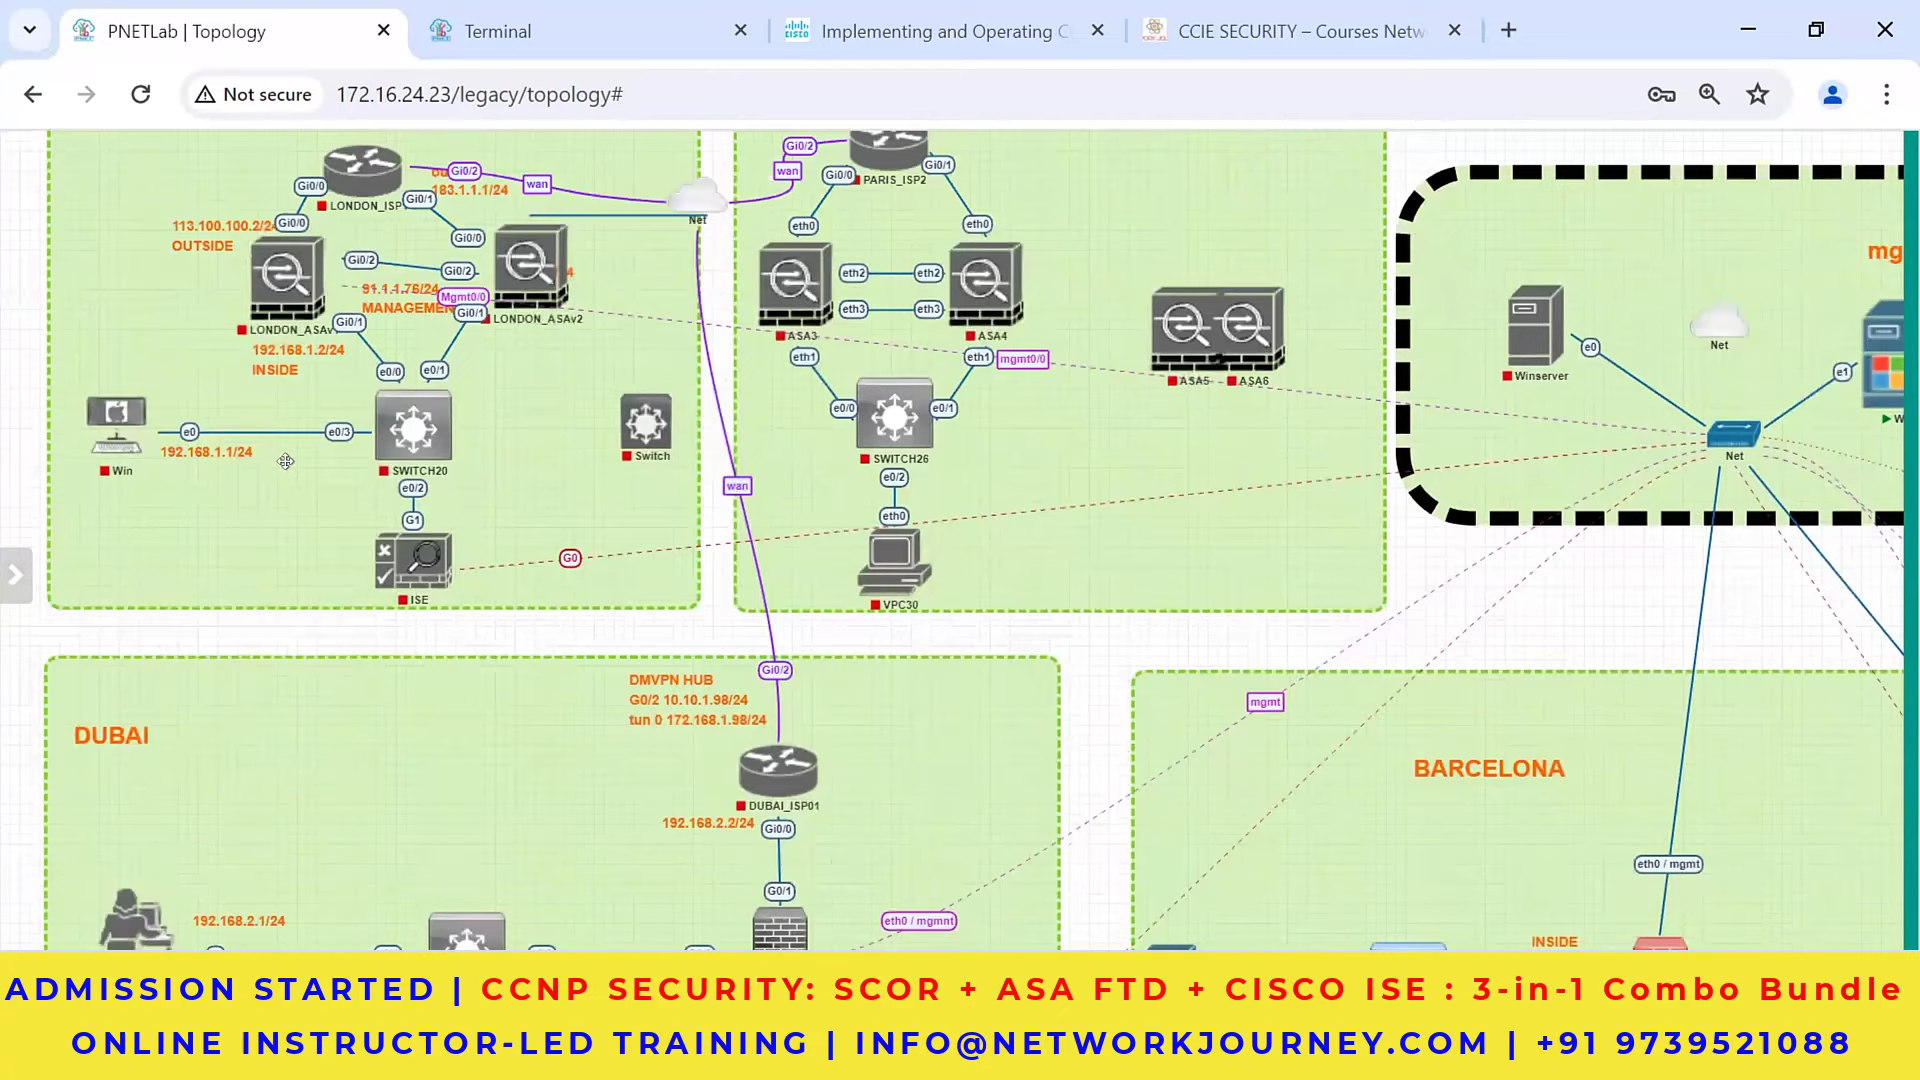 PNETLab | Topology
Terminal
Implementing and Operating C
CCIE SECURITY – Courses Netw
Not secure
172.16.24.23/legacy/topology#
Gi0/2
wan
183.1.1.1/24
LONDON_ISP
Gi0/0
Gi0/1
113.100.100.2/24
OUTSIDE
Gi0/0
Gi0/0
Net
Gi0/2
Gi0/2
91.1.1.76/24
MANAGEMEN
Mgmt0/0
Gi0/1
LONDON_ASAv2
LONDON_ASAv
Gi0/1
192.168.1.2/24
INSIDE
e0/0
e0/1
e0
e0/3
192.168.1.1/24
Win
SWITCH20
Switch
e0/2
G1
G0
ISE
Gi0/2
wan
Gi0/0
Gi0/1
PARIS_ISP2
eth0
eth0
eth2
eth2
eth3
eth3
ASA3
ASA4
eth1
eth1
mgmt0/0
e0/0
e0/1
SWITCH26
e0/2
eth0
VPC30
ASA5
ASA6
wan
mg
Winserver
e0
Net
e1
W
Net
DUBAI
DMVPN HUB
G0/2 10.10.1.98/24
tun 0 172.168.1.98/24
Gi0/2
DUBAI_ISP01
192.168.2.2/24
Gi0/0
G0/1
192.168.2.1/24
eth0 / mgmnt
mgmt
BARCELONA
eth0 / mgmt
INSIDE
ADMISSION STARTED | CCNP SECURITY: SCOR + ASA FTD + CISCO ISE : 3-in-1 Combo Bundle
ONLINE INSTRUCTOR-LED TRAINING | INFO@NETWORKJOURNEY.COM | +91 9739521088